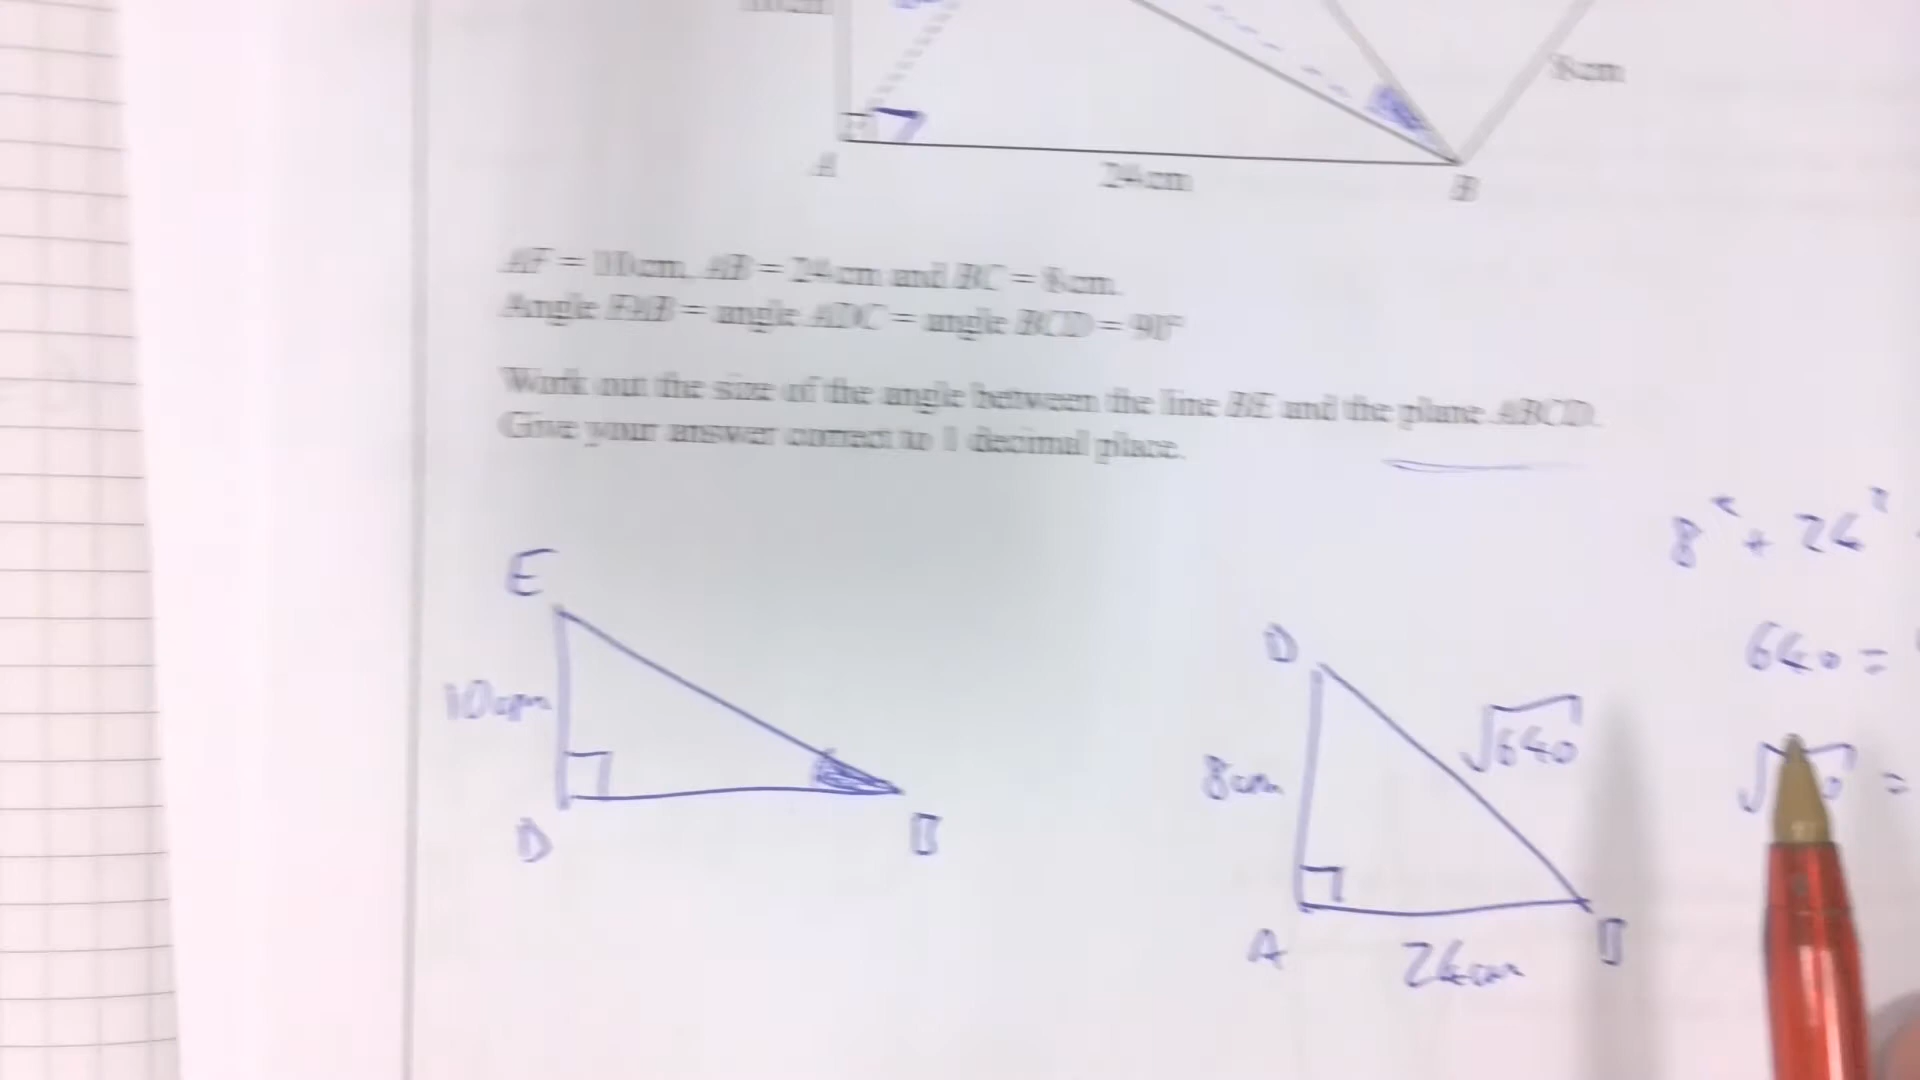 8cm
A
24cm
B
AF = 10cm, AB = 24cm and BC = 8cm.
Angle FAB = angle ADC = angle BCD = 90°
Work out the size of the angle between the line BE and the plane ABCD.
Give your answer correct to 1 decimal place.
8² + 24²
640 =
E
10cm
D
B
D
8cm
√640
A
24cm
B